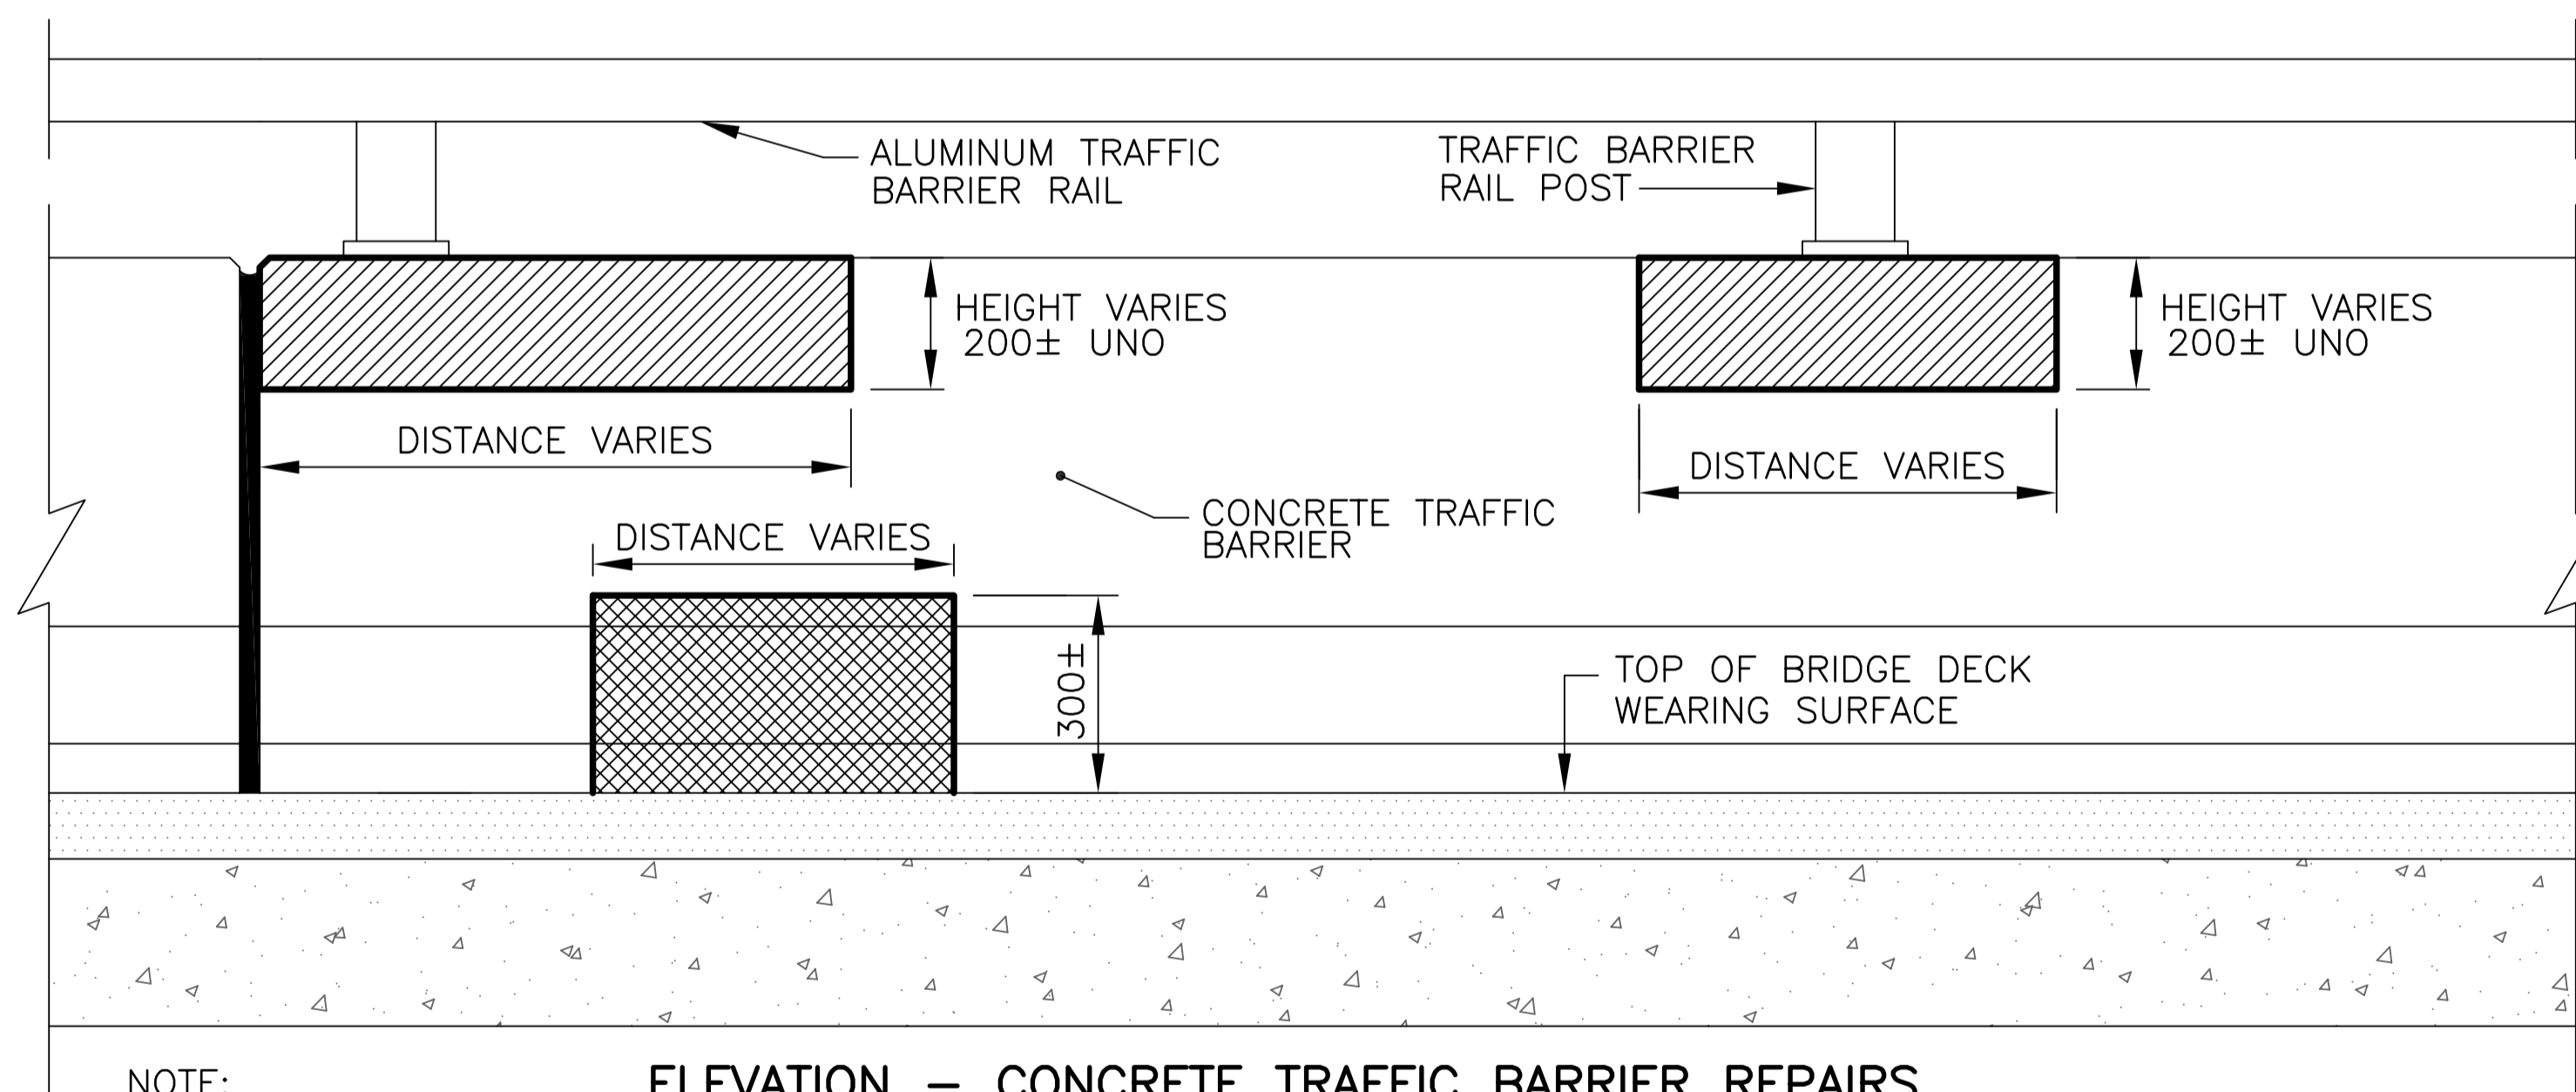 ALUMINUM TRAFFIC
BARRIER RAIL
TRAFFIC BARRIER
RAIL POST
HEIGHT VARIES
200± UNO
HEIGHT VARIES
200± UNO
DISTANCE VARIES
DISTANCE VARIES
CONCRETE TRAFFIC
BARRIER
DISTANCE VARIES
300±
TOP OF BRIDGE DECK
WEARING SURFACE
NOTE:
ELEVATION – CONCRETE TRAFFIC BARRIER REPAIRS